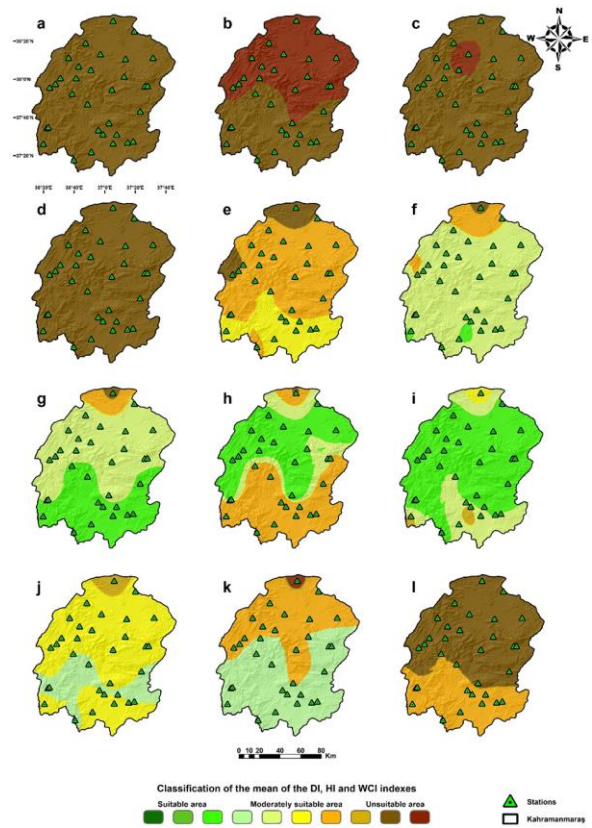 a
b
c
N
W
E
S
38°20'N
38°0'N
37°40'N
37°20'N
36°20'E
36°40'E
37°0'E
37°20'E
37°40'E
d
e
f
g
h
i
j
k
l
0 10 20 40 60 80
Km
Classification of the mean of the DI, HI and WCI indexes
Suitable area Moderately suitable area Unsuitable area
Stations
Kahramanmaraş